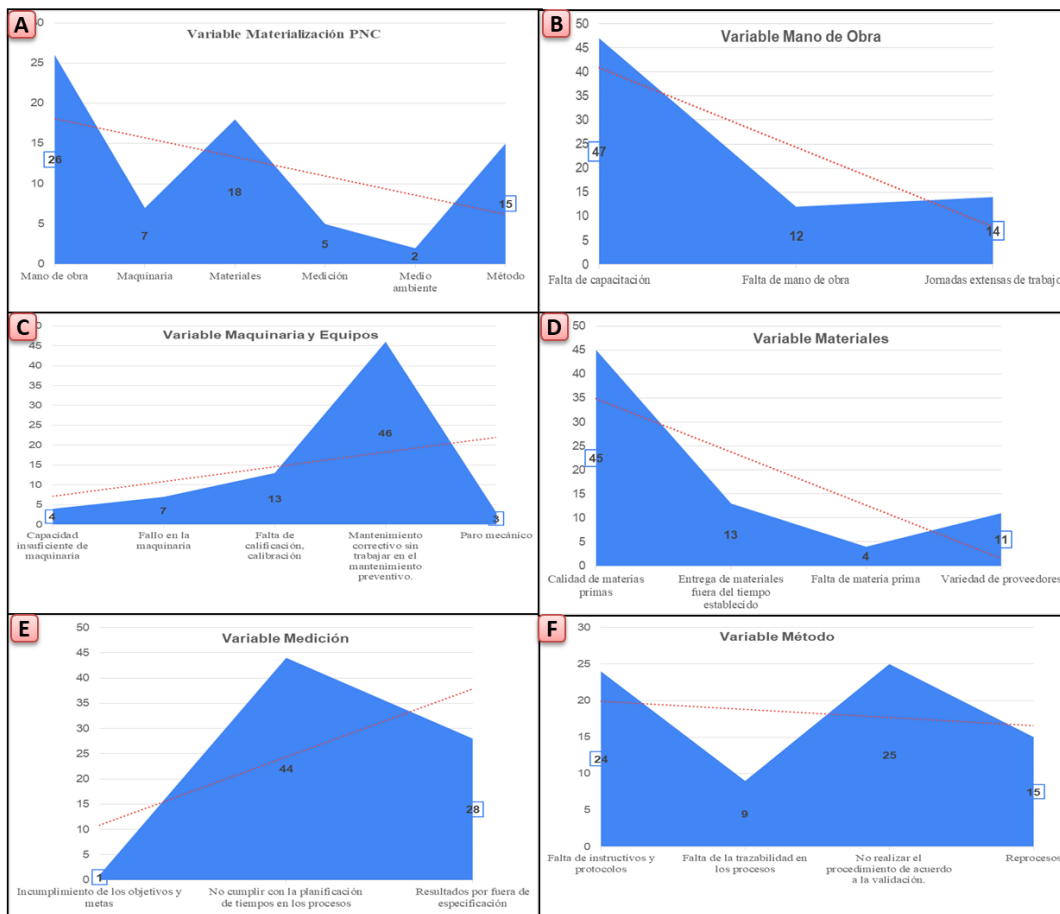 A
Variable Materialización PNC
25
20
15
10
5
0
26
7
18
5
2
15
Mano de obra
Maquinaria
Materiales
Medición
Medio
ambiente
Método
B
Variable Mano de Obra
50
45
40
35
30
25
20
15
10
5
0
47
12
14
Falta de capacitación
Falta de mano de obra
Jornadas extensas de trabajo
C
Variable Maquinaria y Equipos
50
45
40
35
30
25
20
15
10
5
0
4
7
13
46
3
Capacidad
insuficiente de
maquinaria
Fallo en la
maquinaria
Falta de
calificación,
calibración
Mantenimiento
correctivo sin
trabajar en el
mantenimiento
preventivo.
Paro mecánico
D
Variable Materiales
50
45
40
35
30
25
20
15
10
5
0
45
13
4
11
Calidad de materías
primas
Entrega de materiales
fuera del tiempo
establecido
Falta de materia prima
Variedad de proveedores
E
Variable Medición
50
45
40
35
30
25
20
15
10
5
0
1
44
28
Incumplimiento de los objetivos y
metas
No cumplir con la planificación
de tiempos en los procesos
Resultados por fuera de
especificación
F
Variable Método
30
25
20
15
10
5
0
24
9
25
15
Falta de instructivos y
protocolos
Falta de la trazabilidad en
los procesos
No realizar el
procedimiento de acuerdo
a la validación.
Reprocesos